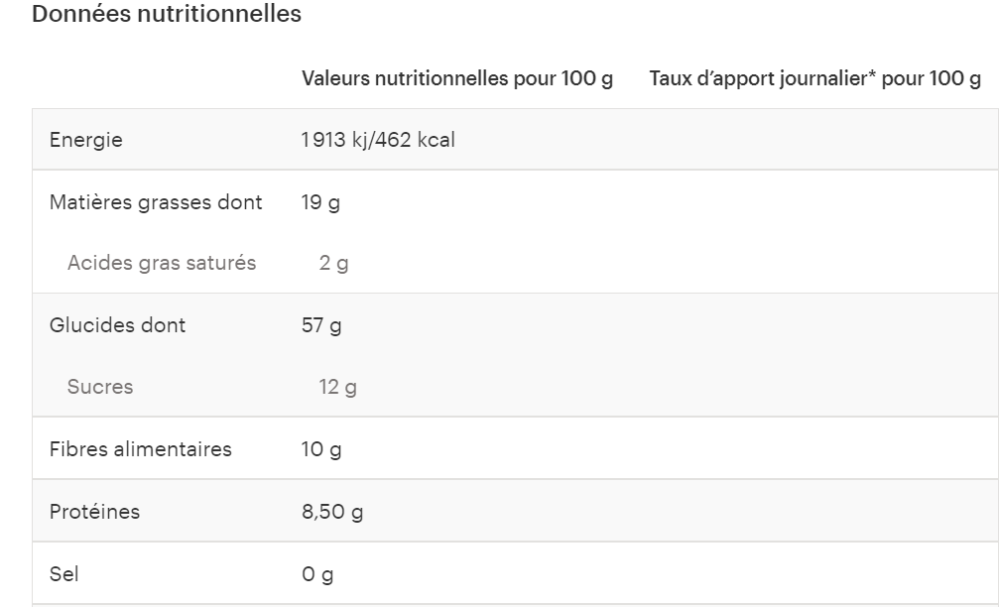 Données nutritionnelles
Valeurs nutritionnelles pour 100 g Taux d’apport journalier* pour 100 g
Energie 1 913 kj/462 kcal
Matières grasses dont 19 g
Acides gras saturés 2 g
Glucides dont 57 g
Sucres 12 g
Fibres alimentaires 10 g
Protéines 8,50 g
Sel 0 g